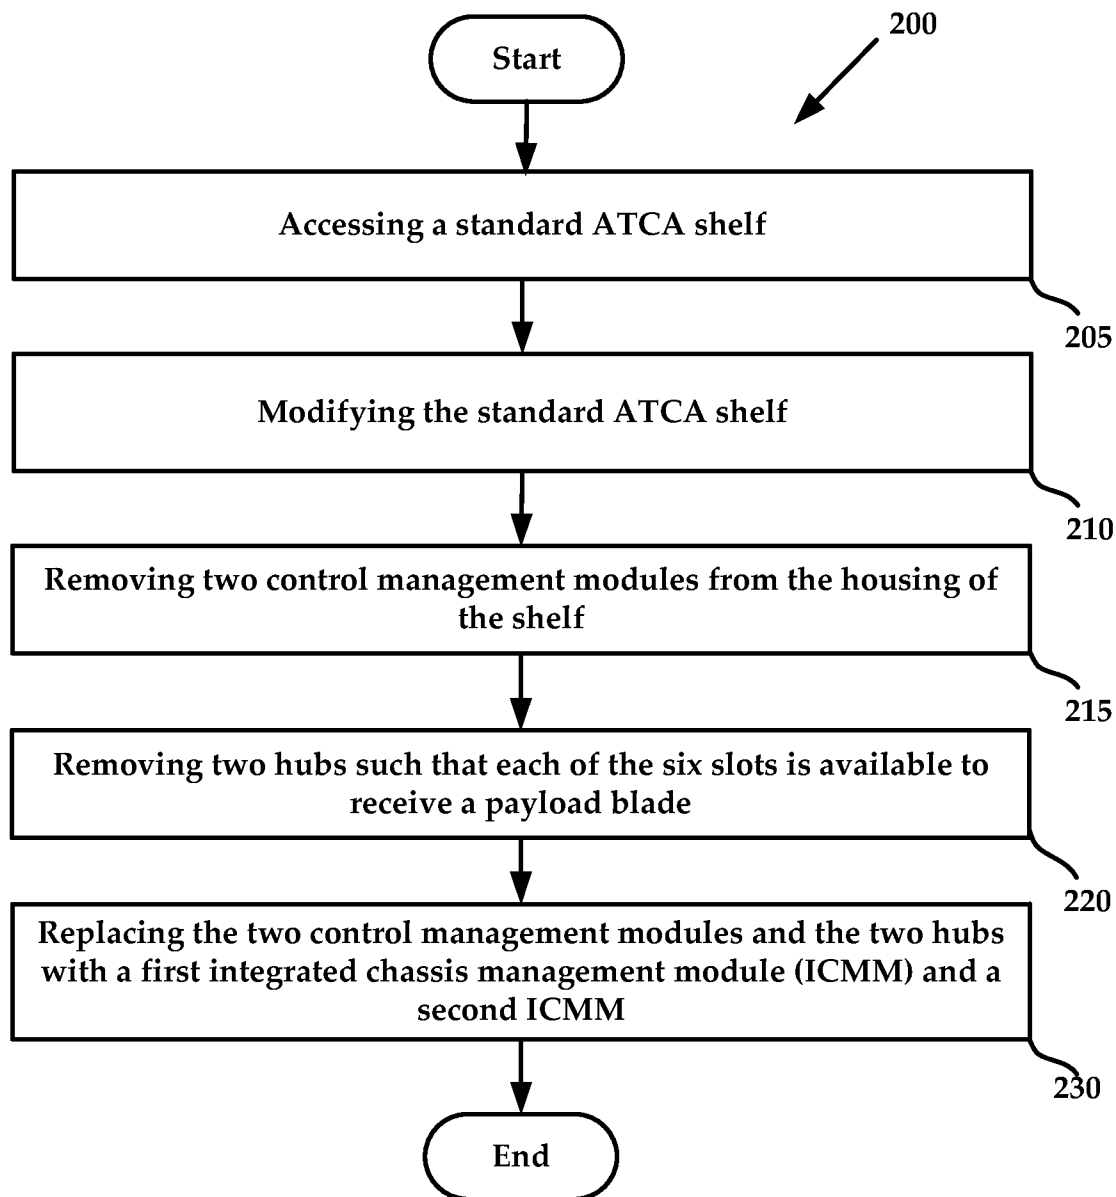 200
Start
Accessing a standard ATCA shelf
205
Modifying the standard ATCA shelf
210
Removing two control management modules from the housing of
the shelf
215
Removing two hubs such that each of the six slots is available to
receive a payload blade
220
Replacing the two control management modules and the two hubs
with a first integrated chassis management module (ICMM) and a
second ICMM
230
End